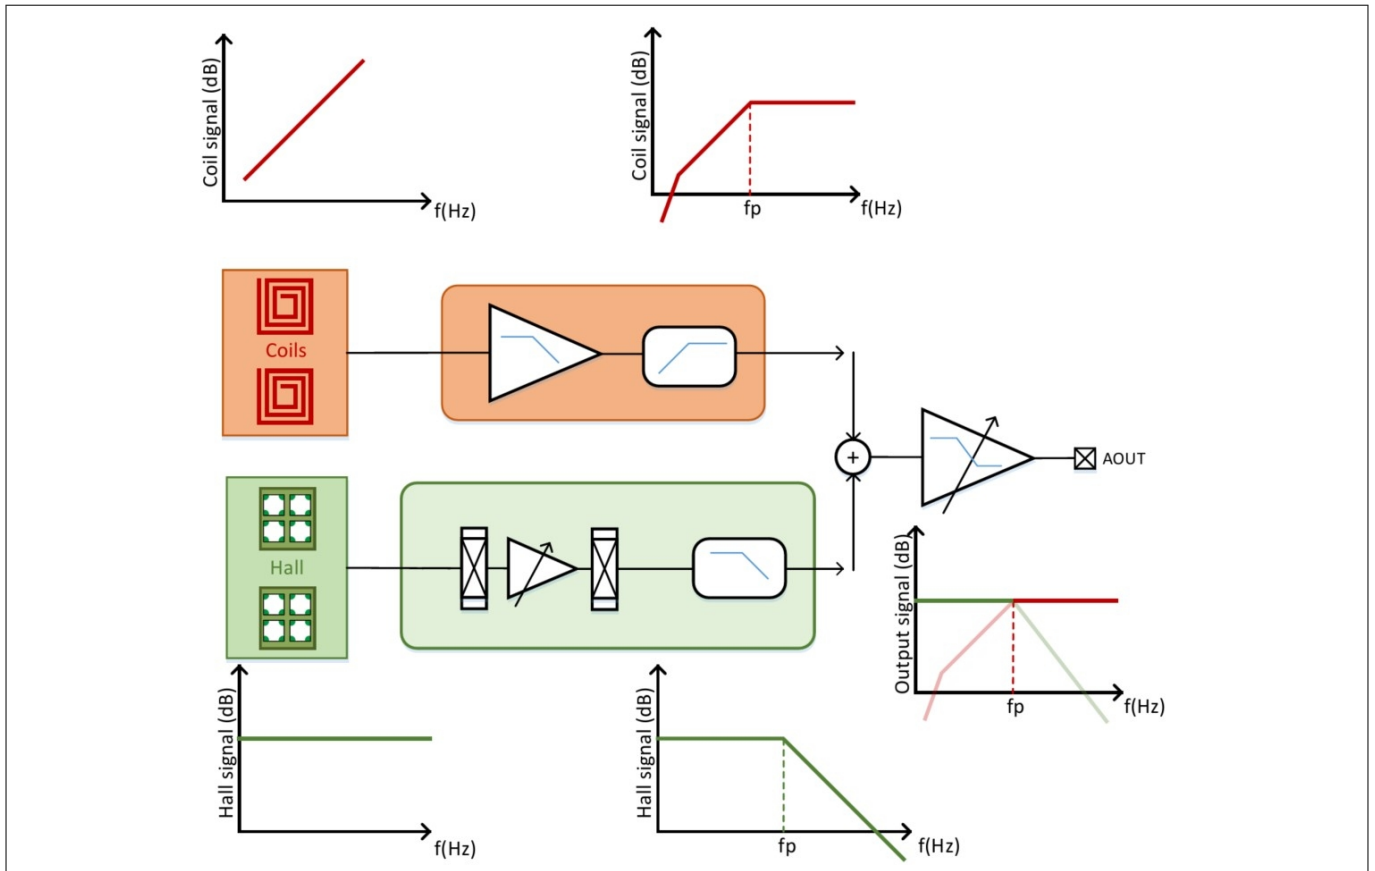 Coil signal (dB)
f(Hz)
Coil signal (dB)
fp
f(Hz)
Coils
+
AOUT
Hall
Output signal (dB)
fp
f(Hz)
Hall signal (dB)
f(Hz)
Hall signal (dB)
fp
f(Hz)